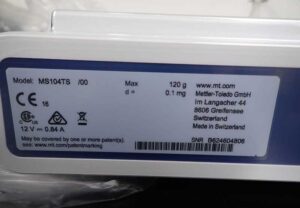 Model: MS104TS /00
Max 120 g
d = 0.1 mg
www.mt.com
Mettler-Toledo GmbH
Im Langacher 44
8606 Greifensee
Switzerland
Made in Switzerland
CE 16
12 V ⎓ 0.84 A
May be covered by one or more patent(s).
See www.mt.com/patentmarking
SNR B624604806